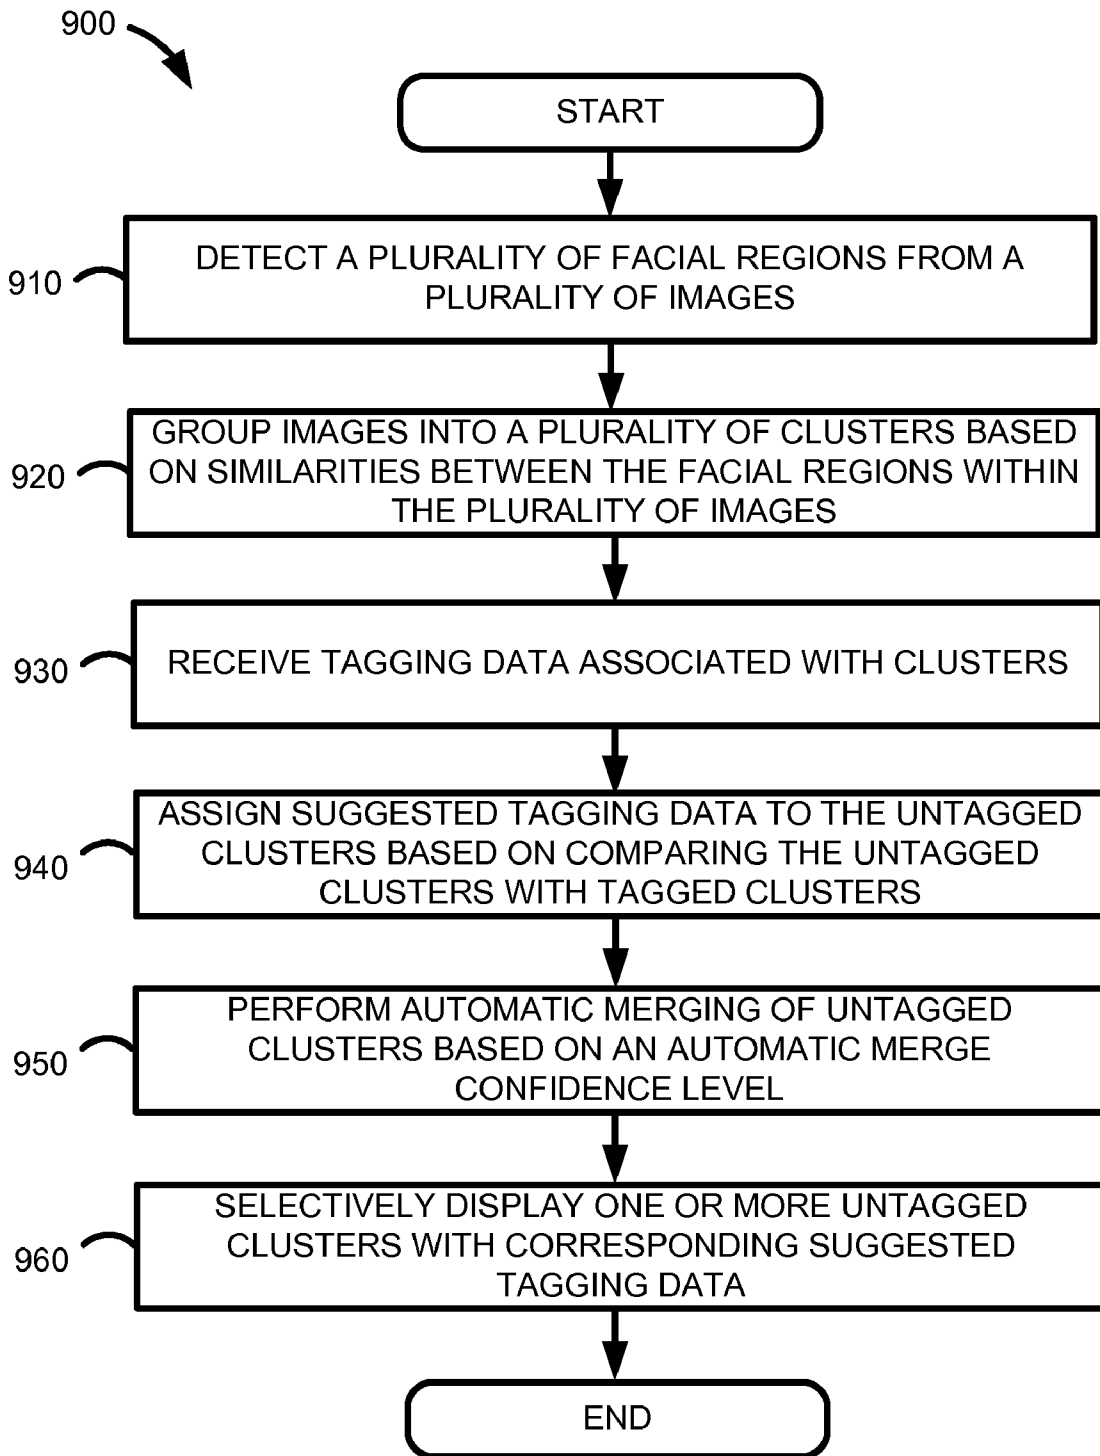 900
START
910
DETECT A PLURALITY OF FACIAL REGIONS FROM A
PLURALITY OF IMAGES
920
GROUP IMAGES INTO A PLURALITY OF CLUSTERS BASED
ON SIMILARITIES BETWEEN THE FACIAL REGIONS WITHIN
THE PLURALITY OF IMAGES
930
RECEIVE TAGGING DATA ASSOCIATED WITH CLUSTERS
940
ASSIGN SUGGESTED TAGGING DATA TO THE UNTAGGED
CLUSTERS BASED ON COMPARING THE UNTAGGED
CLUSTERS WITH TAGGED CLUSTERS
950
PERFORM AUTOMATIC MERGING OF UNTAGGED
CLUSTERS BASED ON AN AUTOMATIC MERGE
CONFIDENCE LEVEL
960
SELECTIVELY DISPLAY ONE OR MORE UNTAGGED
CLUSTERS WITH CORRESPONDING SUGGESTED
TAGGING DATA
END